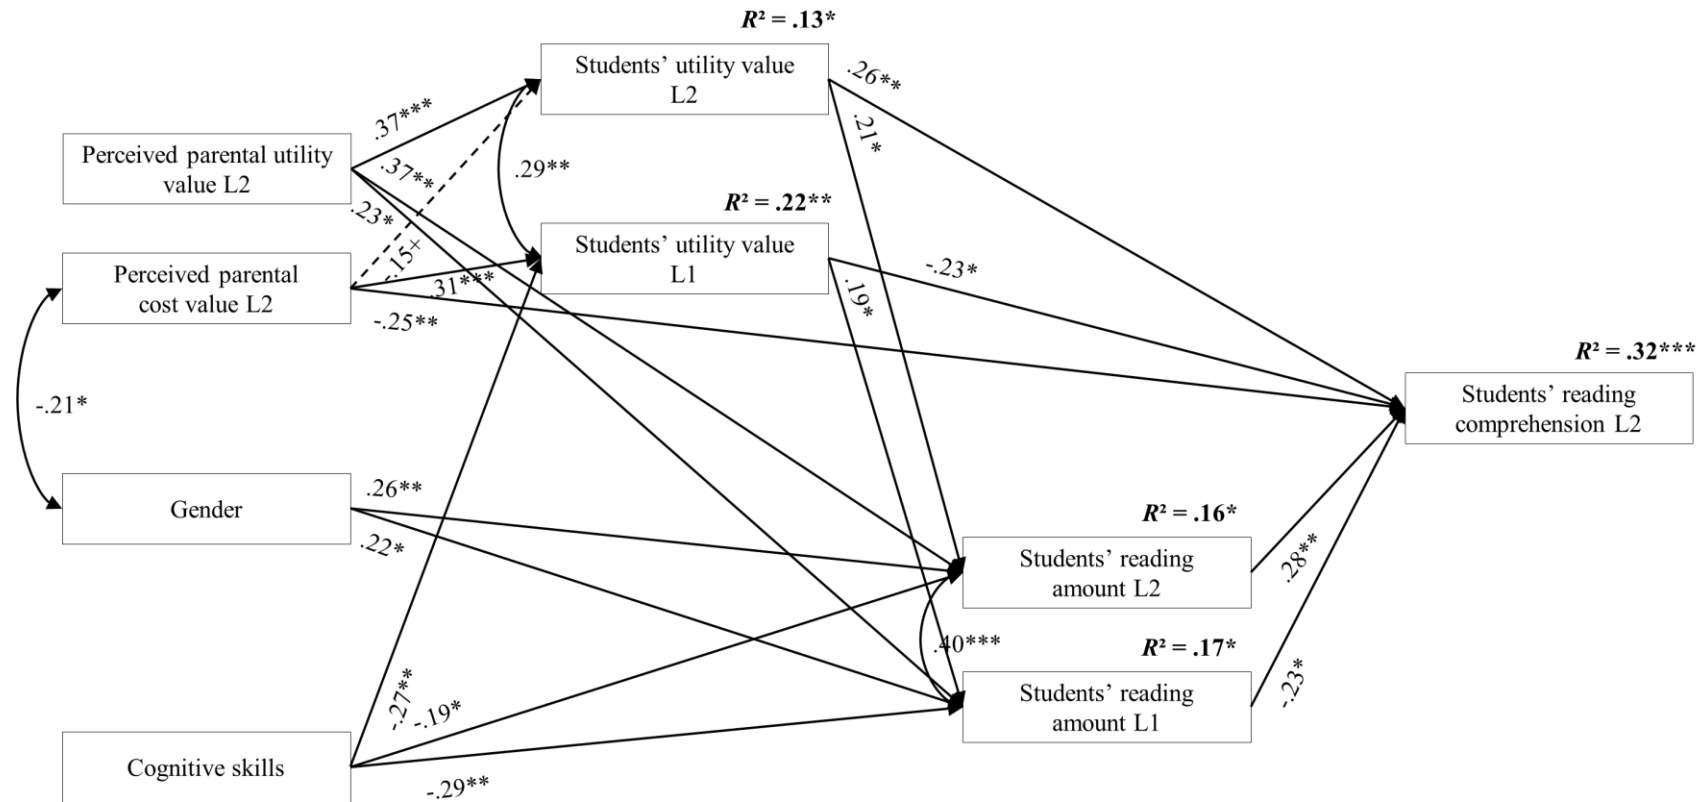 R² = .13*
Students’ utility value
L2
.26**
.21*
.37***
Perceived parental utility
value L2
.37**
.23*
.29**
R² = .22**
Students’ utility value
L1
-.23*
.19*
-.15+
Perceived parental
cost value L2
.31***
-.25**
R² = .32***
Students’ reading
comprehension L2
-.21*
Gender
.26**
.22*
R² = .16*
Students’ reading
amount L2
.28**
.40***
R² = .17*
Students’ reading
amount L1
-.23*
-.27**
-.19*
Cognitive skills
-.29**